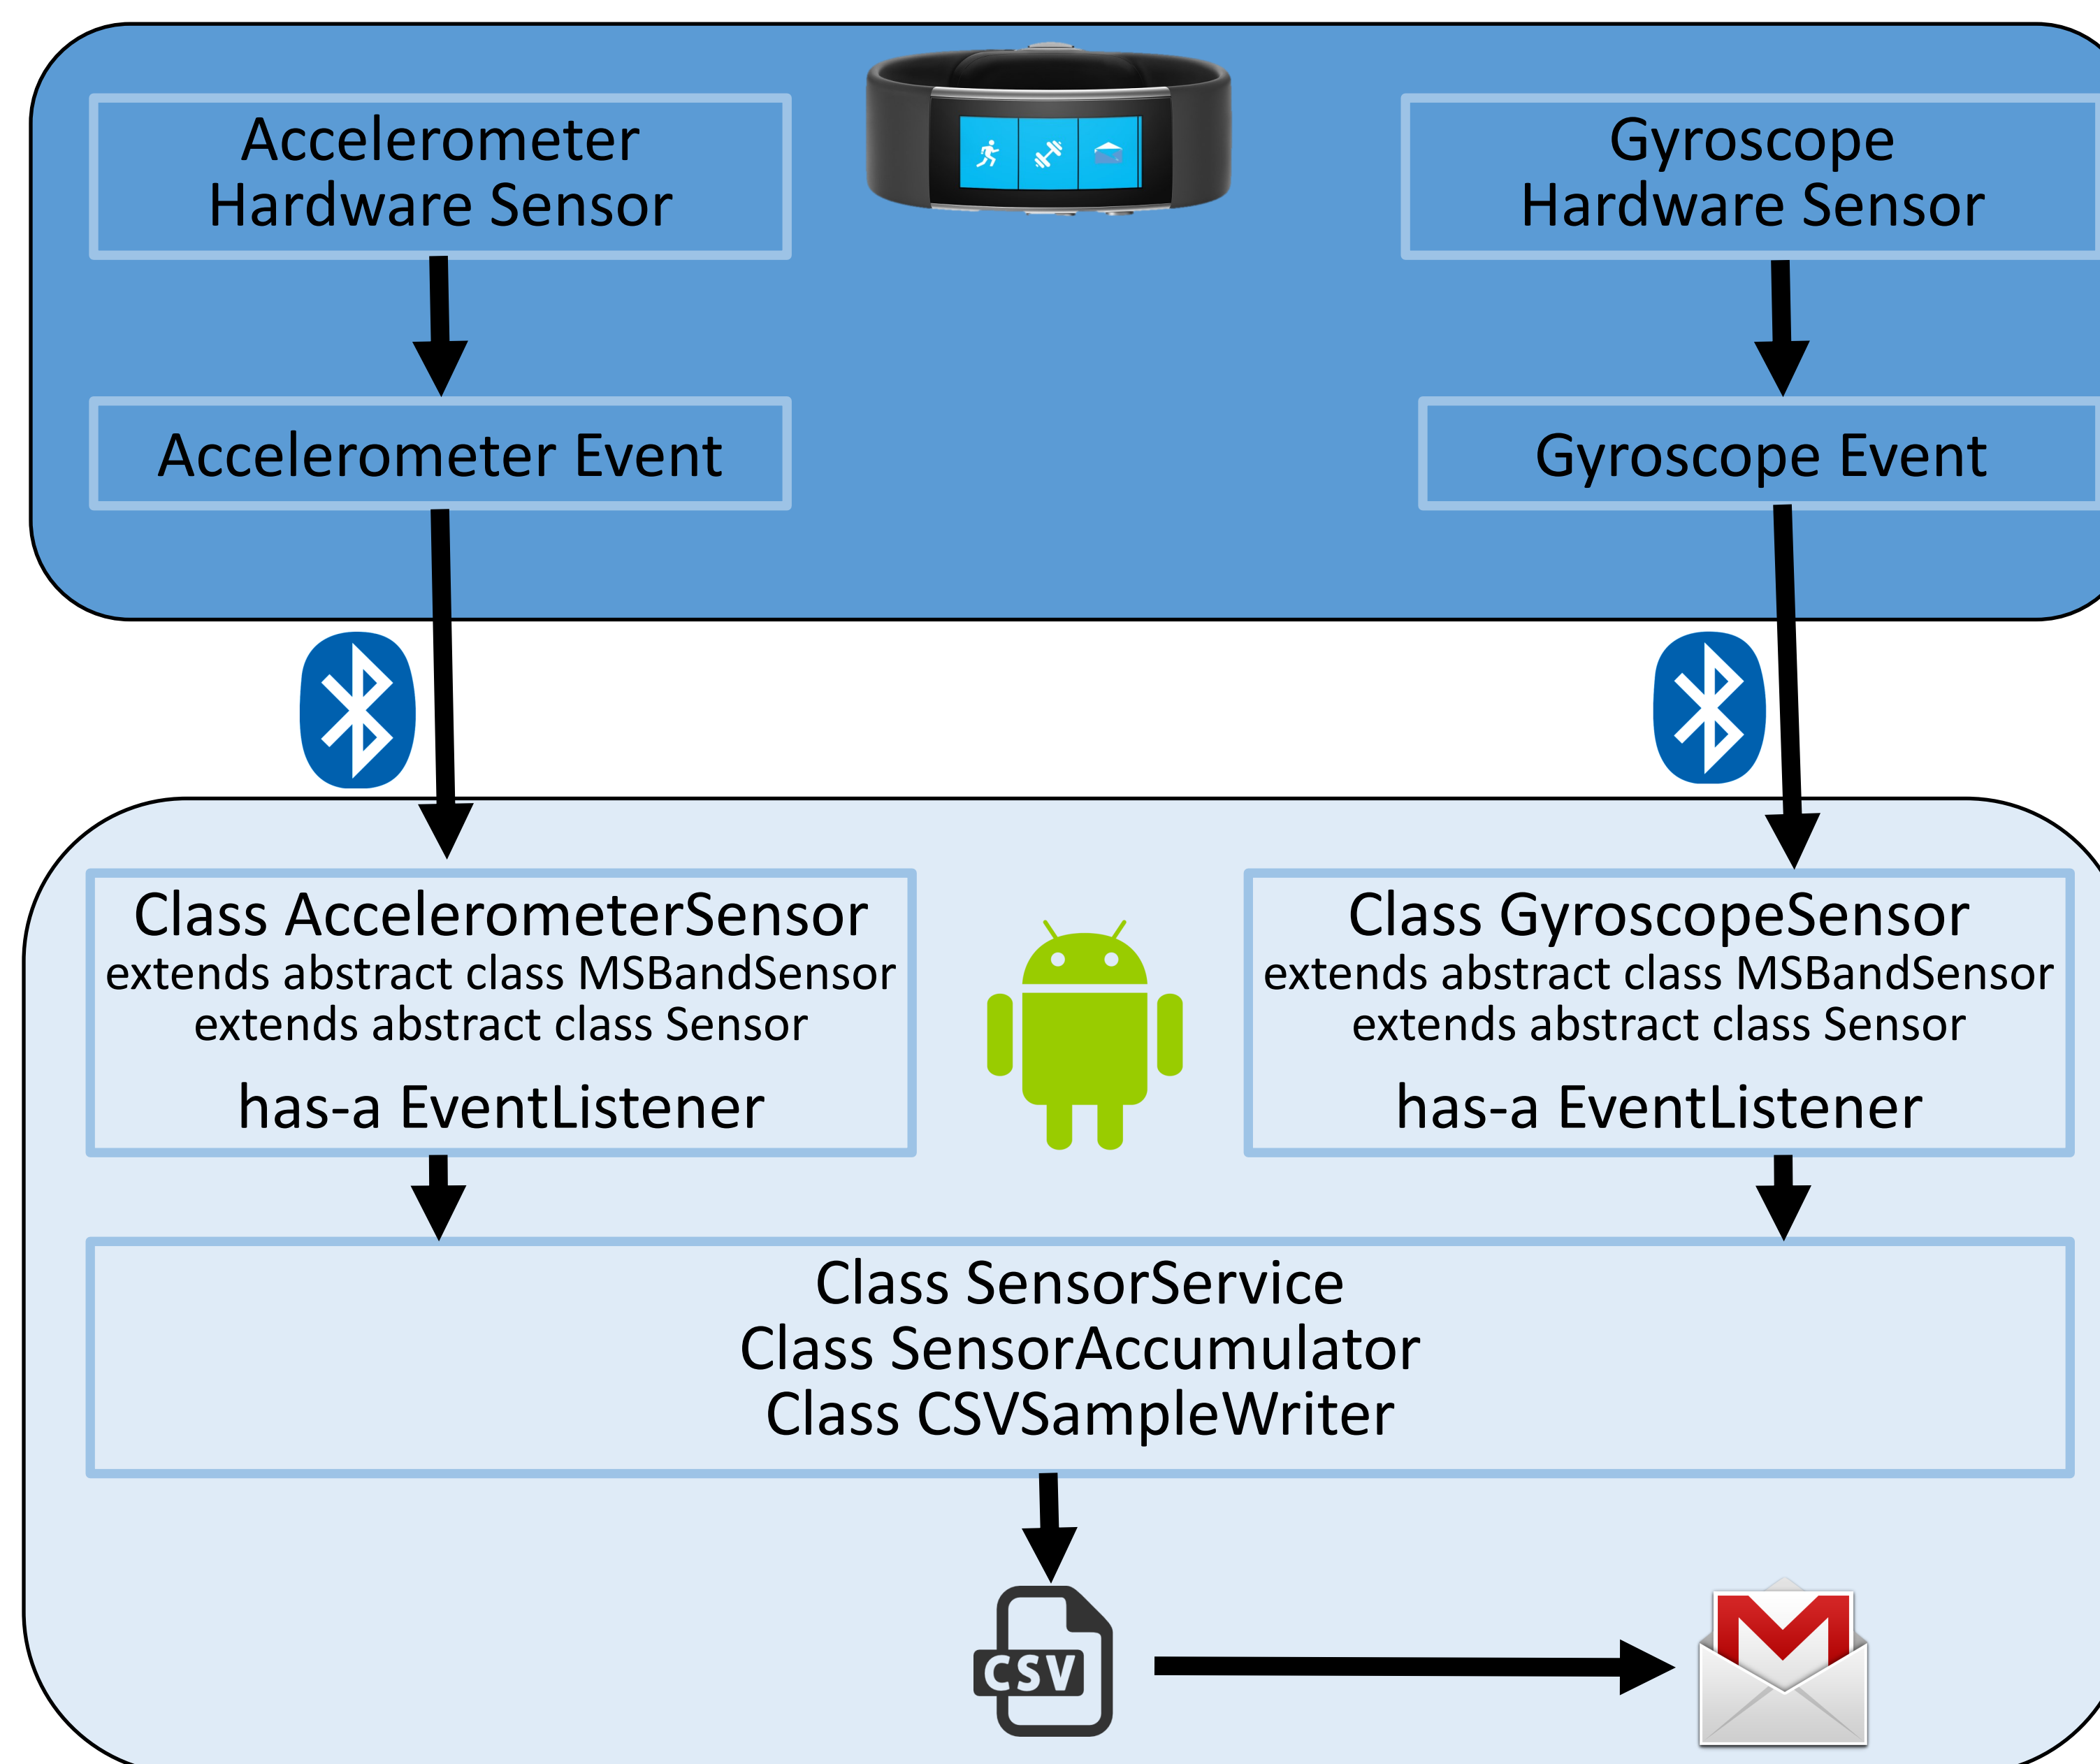 Accelerometer
Hardware Sensor
Gyroscope
Hardware Sensor
Accelerometer Event
Gyroscope Event
Class AccelerometerSensor
extends abstract class MSBandSensor
extends abstract class Sensor
has-a EventListener
Class GyroscopeSensor
extends abstract class MSBandSensor
extends abstract class Sensor
has-a EventListener
Class SensorService
Class SensorAccumulator
Class CSVSampleWriter
CSV